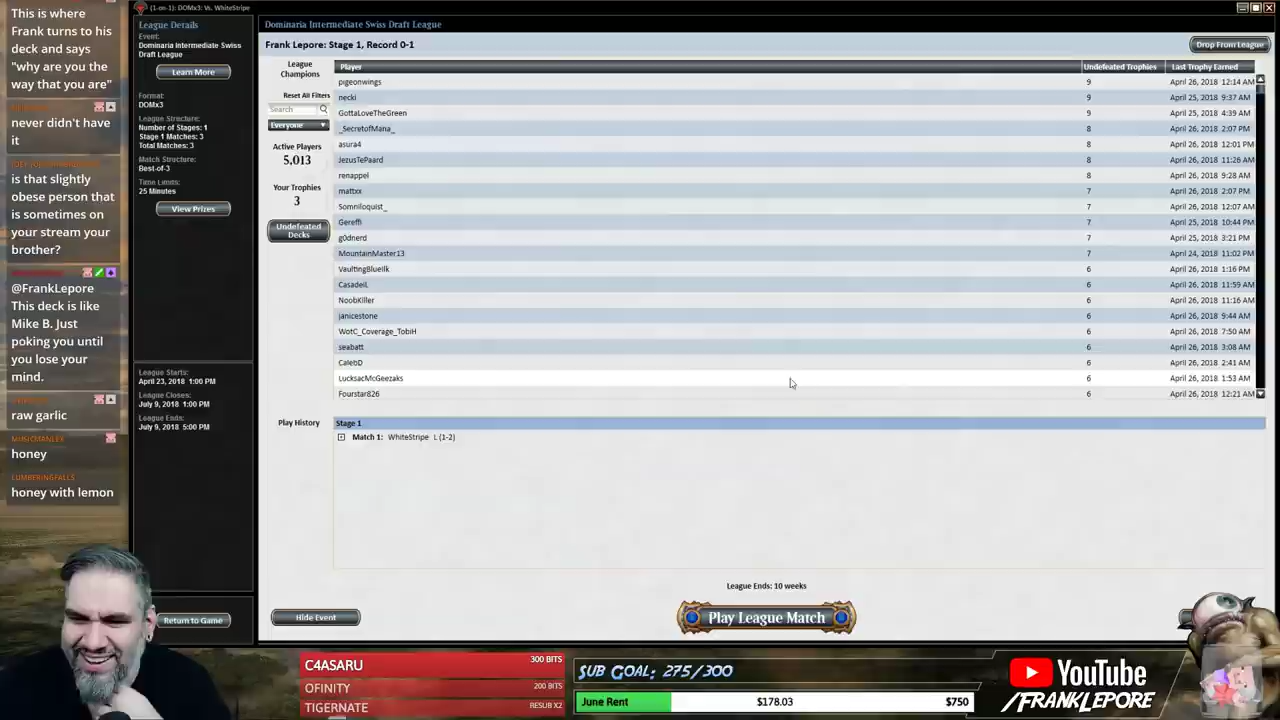 This is where
Frank turns to his
deck and says
"why are you the
way that you are"
never didn't have
it
is that slightly
obese person that
is sometimes on
your stream your
brother?
@FrankLepore
This deck is like
Mike B. Just
poking you until
you lose your
mind.
raw garlic
MUSICMANLEX
honey
LUMBERINGFALLS
honey with lemon
(1-on-1): DOMx3: Vs. WhiteStripe
League Details
Event:
Dominaria Intermediate Swiss
Draft League
Learn More
Format:
DOMx3
League Structure:
Number of Stages: 1
Stage 1 Matches: 3
Total Matches: 3
Match Structure:
Best-of-3
Time Limits:
25 Minutes
View Prizes
League Starts:
April 23, 2018 1:00 PM
League Closes:
July 9, 2018 1:00 PM
League Ends:
July 9, 2018 5:00 PM
Return to Game
Dominaria Intermediate Swiss Draft League
Frank Lepore: Stage 1, Record 0-1
Drop From League
League
Champions
Reset All Filters
Search
Everyone
Active Players
5,013
Your Trophies
3
Undefeated
Decks
Player Undefeated Trophies Last Trophy Earned
pigeonwings 9 April 26, 2018 12:14 AM
necki 9 April 25, 2018 9:37 AM
GottaLoveTheGreen 9 April 25, 2018 4:39 AM
_SecretofMana_ 8 April 26, 2018 2:07 PM
asura4 8 April 26, 2018 12:01 PM
JezusTePaard 8 April 26, 2018 11:26 AM
renappel 8 April 26, 2018 9:28 AM
mattxx 7 April 26, 2018 2:07 PM
Somniloquist_ 7 April 26, 2018 12:07 AM
Gereffi 7 April 25, 2018 10:44 PM
g0dnerd 7 April 25, 2018 3:21 PM
MountainMaster13 7 April 24, 2018 11:02 PM
VaultingBlueIlk 6 April 26, 2018 1:16 PM
CasadeiL 6 April 26, 2018 11:59 AM
NoobKiller 6 April 26, 2018 11:16 AM
janicestone 6 April 26, 2018 9:44 AM
WotC_Coverage_TobiH 6 April 26, 2018 7:50 AM
seabatt 6 April 26, 2018 3:08 AM
CalebD 6 April 26, 2018 2:41 AM
LucksacMcGeezaks 6 April 26, 2018 1:53 AM
Fourstar826 6 April 26, 2018 12:21 AM
Play History
Stage 1
Match 1: WhiteStripe L (1-2)
League Ends: 10 weeks
Hide Event
Play League Match
C4ASARU 300 BITS
OFINITY 200 BITS
TIGERNATE RESUB X2
SUB GOAL: 275/300
June Rent $178.03 $750
YouTube
/FRANKLEPORE